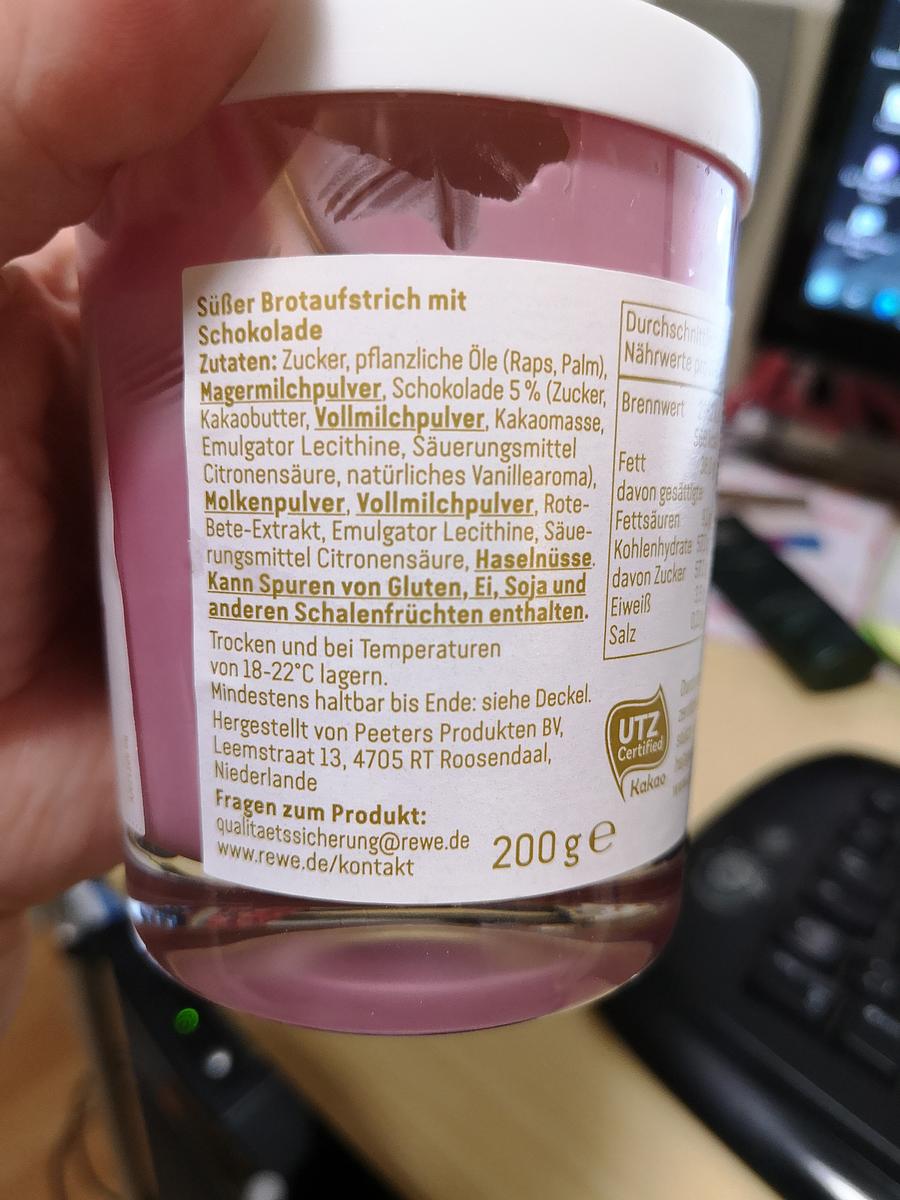 Süßer Brotaufstrich mit
Schokolade
Zutaten: Zucker, pflanzliche Öle (Raps, Palm),
Magermilchpulver, Schokolade 5 % (Zucker,
Kakaobutter, Vollmilchpulver, Kakaomasse,
Emulgator Lecithine, Säuerungsmittel
Citronensäure, natürliches Vanillearoma),
Molkenpulver, Vollmilchpulver, Rote-
Bete-Extrakt, Emulgator Lecithine, Säue-
rungsmittel Citronensäure, Haselnüsse.
Kann Spuren von Gluten, Ei, Soja und
anderen Schalenfrüchten enthalten.
Trocken und bei Temperaturen
von 18-22°C lagern.
Mindestens haltbar bis Ende: siehe Deckel.
Hergestellt von Peeters Produkten BV,
Leemstraat 13, 4705 RT Roosendaal,
Niederlande
Fragen zum Produkt:
qualitaetssicherung@rewe.de
www.rewe.de/kontakt
200 g e
Nährwerte
Brennwert
Fett
davon gesättigte
Fettsäuren
Kohlenhydrate
davon Zucker
Eiweiß
Salz
UTZ
Certified
Kakao